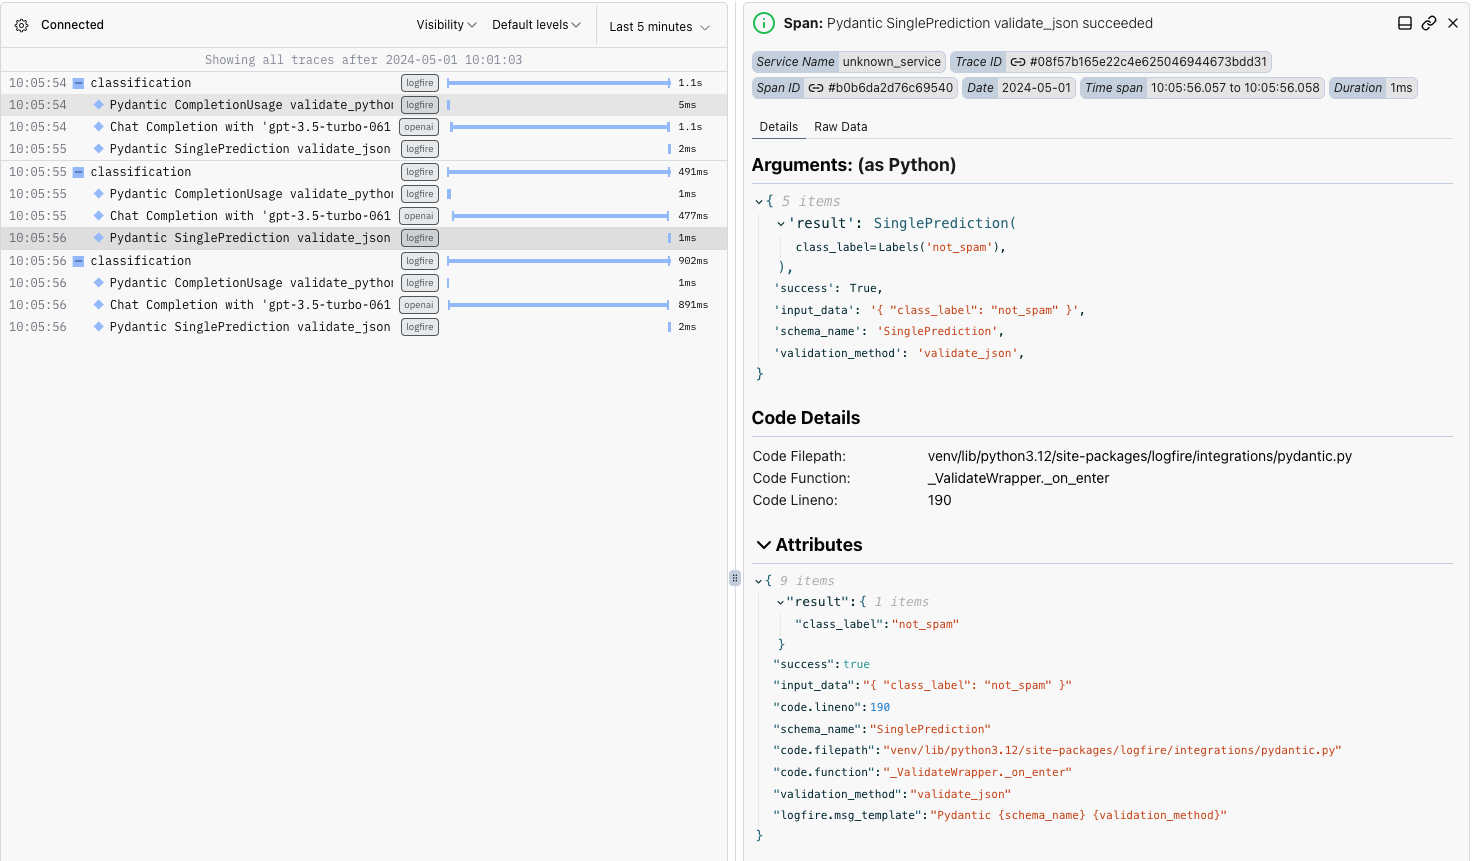 Connected
Visibility
Default levels
Last 5 minutes
Showing all traces after 2024-05-01 10:01:03
10:05:54 classification logfire 1.1s
10:05:54 Pydantic CompletionUsage validate_python logfire 5ms
10:05:54 Chat Completion with 'gpt-3.5-turbo-061 openai 1.1s
10:05:55 Pydantic SinglePrediction validate_json logfire 2ms
10:05:55 classification logfire 491ms
10:05:55 Pydantic CompletionUsage validate_python logfire 1ms
10:05:55 Chat Completion with 'gpt-3.5-turbo-061 openai 477ms
10:05:56 Pydantic SinglePrediction validate_json logfire 1ms
10:05:56 classification logfire 902ms
10:05:56 Pydantic CompletionUsage validate_python logfire 1ms
10:05:56 Chat Completion with 'gpt-3.5-turbo-061 openai 891ms
10:05:56 Pydantic SinglePrediction validate_json logfire 2ms
Span: Pydantic SinglePrediction validate_json succeeded
Service Name unknown_service Trace ID #08f57b165e22c4e625046944673bdd31
Span ID #b0b6da2d76c69540 Date 2024-05-01 Time span 10:05:56.057 to 10:05:56.058 Duration 1ms
Details Raw Data
Arguments: (as Python)
{ 5 items
'result': SinglePrediction(
class_label=Labels('not_spam'),
),
'success': True,
'input_data': '{ "class_label": "not_spam" }',
'schema_name': 'SinglePrediction',
'validation_method': 'validate_json',
}
Code Details
Code Filepath: venv/lib/python3.12/site-packages/logfire/integrations/pydantic.py
Code Function: _ValidateWrapper._on_enter
Code Lineno: 190
Attributes
{ 9 items
"result":{ 1 items
"class_label":"not_spam"
}
"success":true
"input_data":"{ "class_label": "not_spam" }"
"code.lineno":190
"schema_name":"SinglePrediction"
"code.filepath":"venv/lib/python3.12/site-packages/logfire/integrations/pydantic.py"
"code.function":"_ValidateWrapper._on_enter"
"validation_method":"validate_json"
"logfire.msg_template":"Pydantic {schema_name} {validation_method}"
}